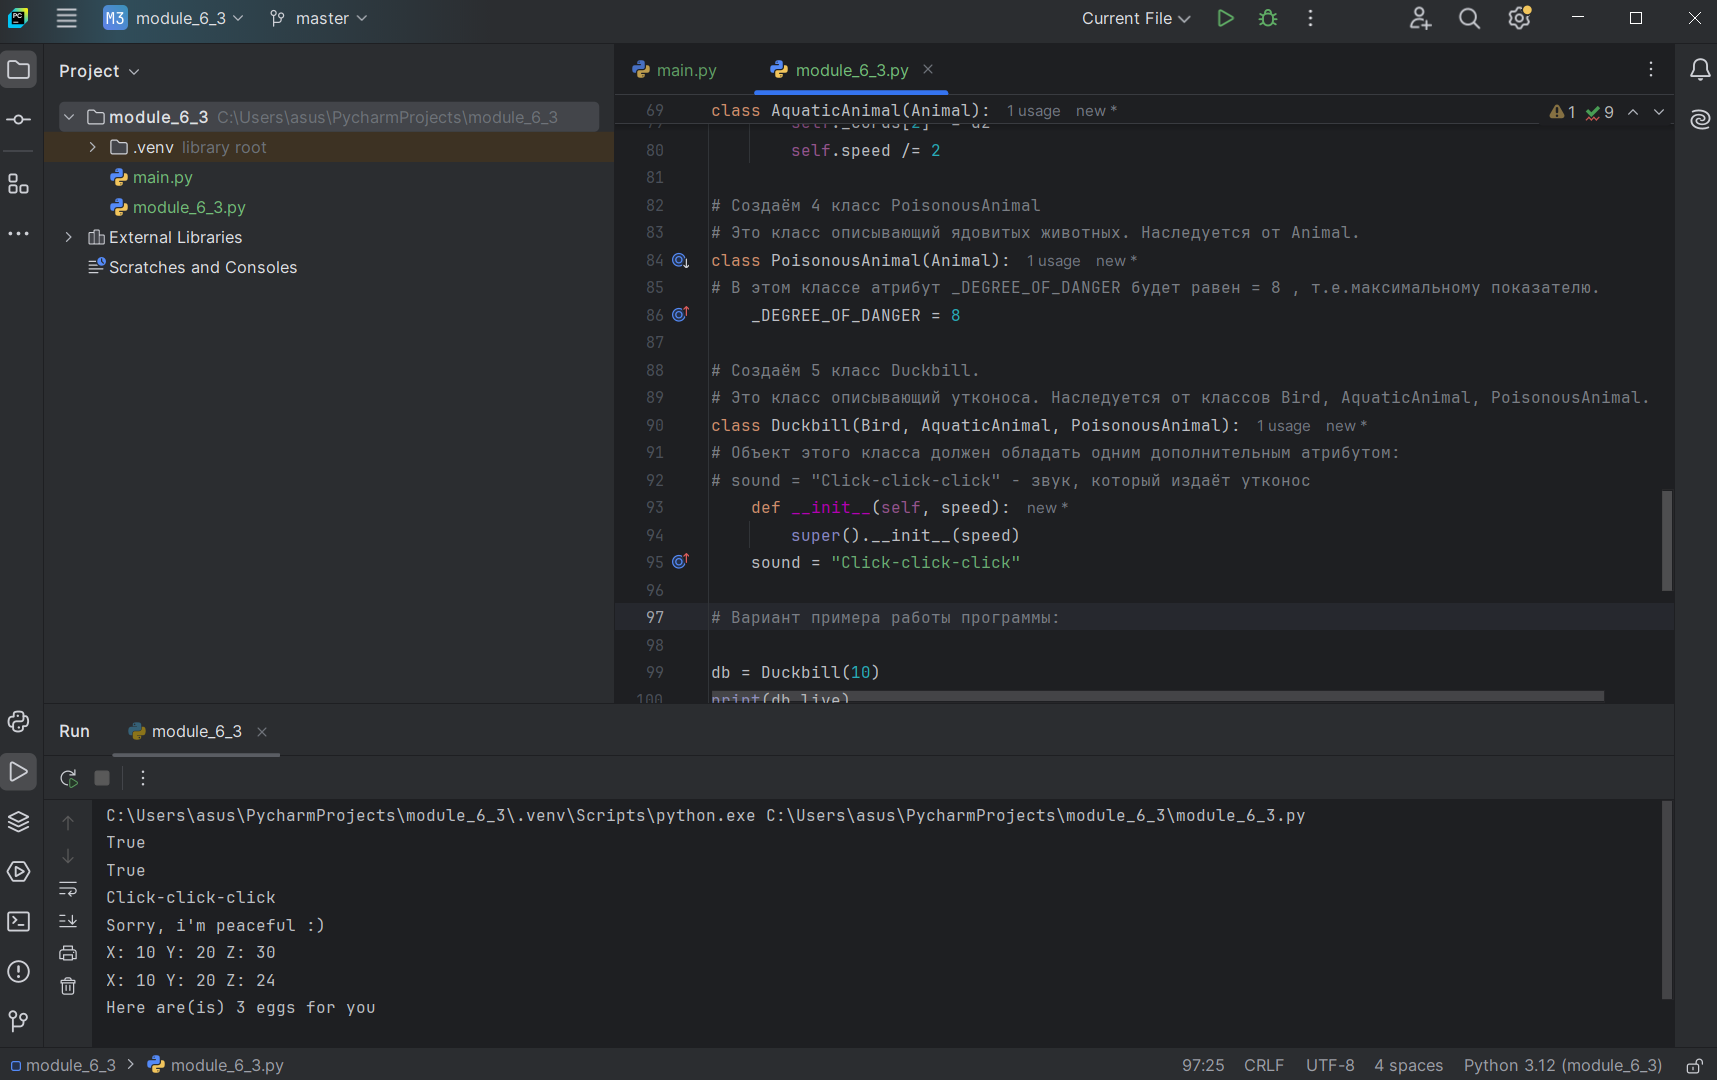 PC M3 module_6_3 master Current File
Project
module_6_3 C:\Users\asus\PycharmProjects\module_6_3
.venv library root
main.py
module_6_3.py
External Libraries
Scratches and Consoles
main.py module_6_3.py
69 class AquaticAnimal(Animal): 1 usage new *
1 9
80 self.speed /= 2
81
82 # Создаём 4 класс PoisonousAnimal
83 # Это класс описывающий ядовитых животных. Наследуется от Animal.
84 class PoisonousAnimal(Animal): 1 usage new *
85 # В этом классе атрибут _DEGREE_OF_DANGER будет равен = 8 , т.е.максимальному показателю.
86 _DEGREE_OF_DANGER = 8
87
88 # Создаём 5 класс Duckbill.
89 # Это класс описывающий утконоса. Наследуется от классов Bird, AquaticAnimal, PoisonousAnimal.
90 class Duckbill(Bird, AquaticAnimal, PoisonousAnimal): 1 usage new *
91 # Объект этого класса должен обладать одним дополнительным атрибутом:
92 # sound = "Click-click-click" - звук, который издаёт утконос
93 def __init__(self, speed): new *
94 super().__init__(speed)
95 sound = "Click-click-click"
96
97 # Вариант примера работы программы:
98
99 db = Duckbill(10)
100 print(db.live)
Run module_6_3
C:\Users\asus\PycharmProjects\module_6_3\.venv\Scripts\python.exe C:\Users\asus\PycharmProjects\module_6_3\module_6_3.py
True
True
Click-click-click
Sorry, i'm peaceful :)
X: 10 Y: 20 Z: 30
X: 10 Y: 20 Z: 24
Here are(is) 3 eggs for you
module_6_3 > module_6_3.py 97:25 CRLF UTF-8 4 spaces Python 3.12 (module_6_3)